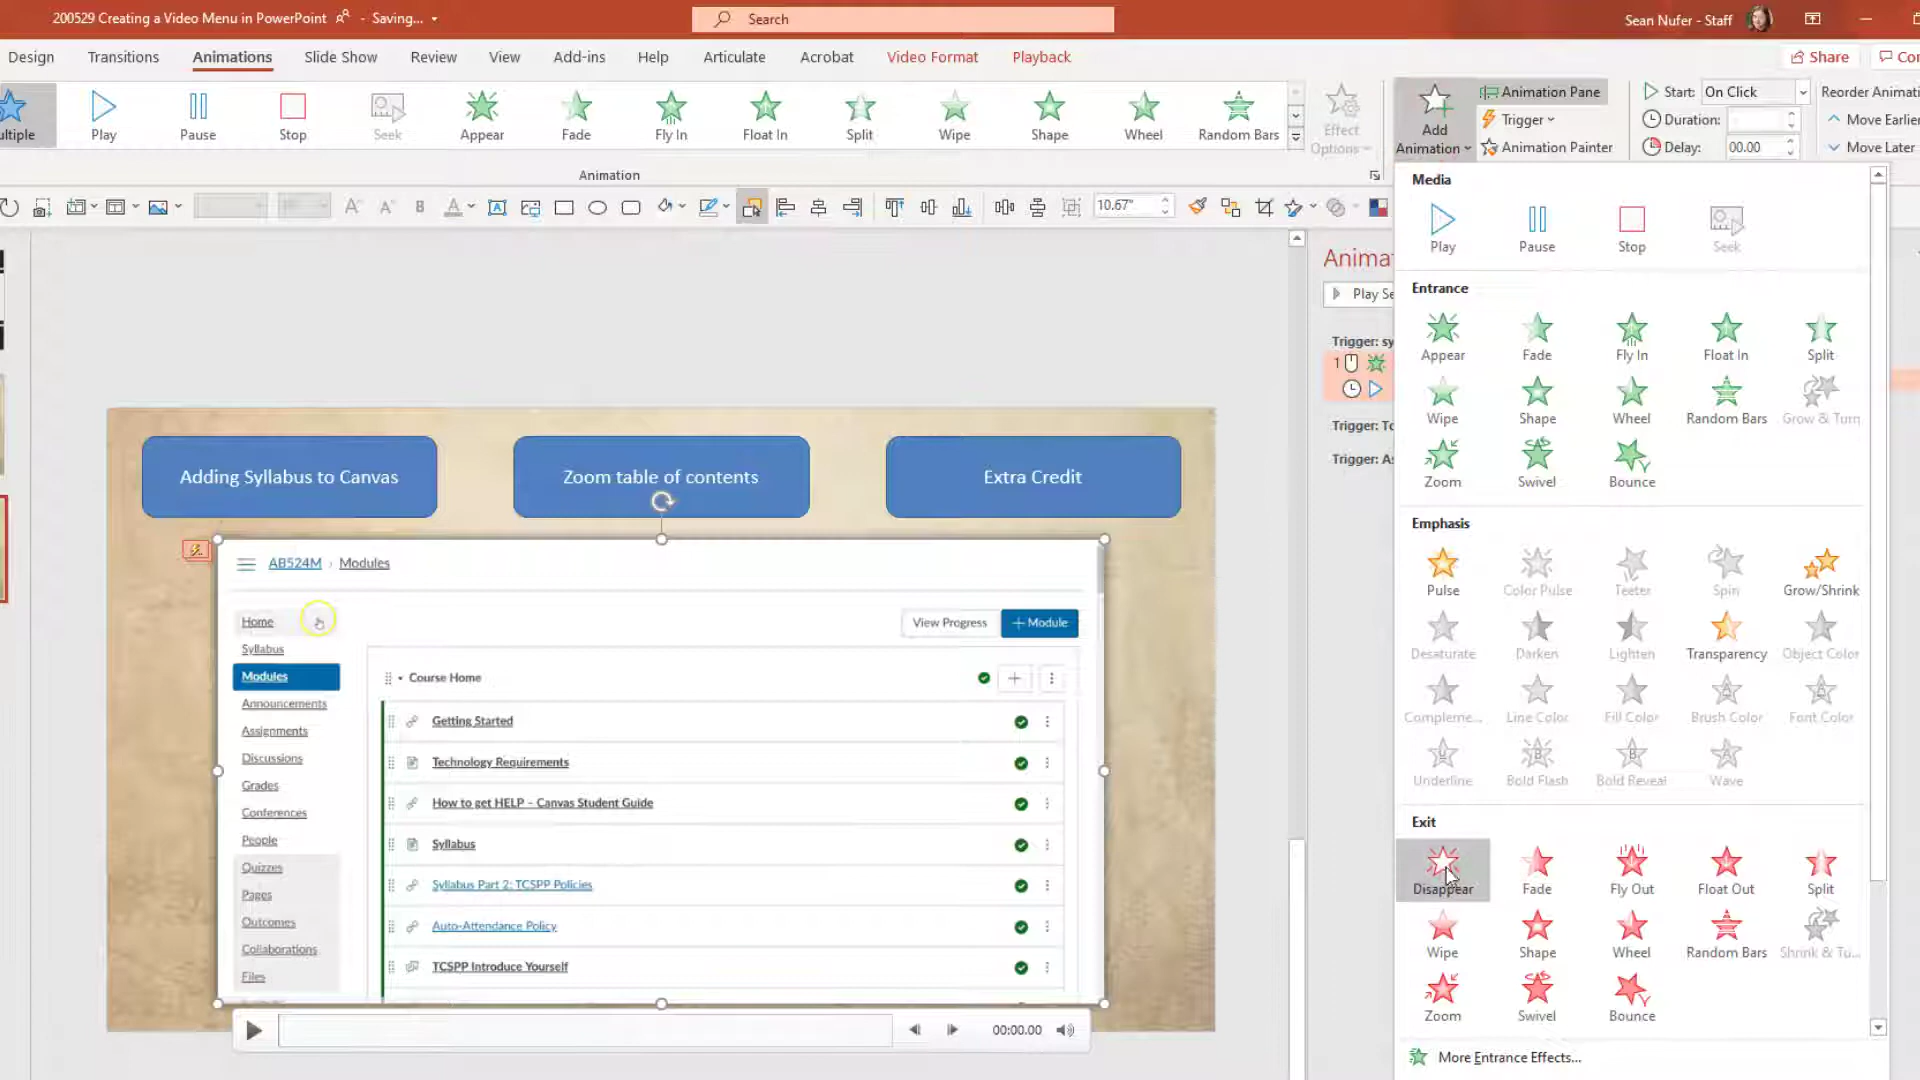 200529 Creating a Video Menu in PowerPoint - Saving...
Search
Sean Nufer - Staff
Design Transitions Animations Slide Show Review View Add-ins Help Articulate Acrobat Video Format Playback
Share
Play Pause Stop Seek Appear Fade Fly In Float In Split Wipe Shape Wheel Random Bars
Effect
Options
Add
Animation
Animation Pane
Trigger
Animation Painter
Start: On Click
Duration:
Delay: 00.00
Move Earlier
Move Later
Animation
10.67"
Media
Play Pause Stop Seek
Entrance
Appear Fade Fly In Float In Split
Wipe Shape Wheel Random Bars Grow & Turn
Zoom Swivel Bounce
Emphasis
Pulse Color Pulse Teeter Spin Grow/Shrink
Desaturate Darken Lighten Transparency Object Color
Compleme... Line Color Fill Color Brush Color Font Color
Underline Bold Flash Bold Reveal Wave
Exit
Disappear Fade Fly Out Float Out Split
Wipe Shape Wheel Random Bars Shrink & Tu...
Zoom Swivel Bounce
More Entrance Effects...
Trigger:
1
Trigger:
Trigger:
Adding Syllabus to Canvas
Zoom table of contents
Extra Credit
AB524M › Modules
Home
Syllabus
Modules
Announcements
Assignments
Discussions
Grades
Conferences
People
Quizzes
Pages
Outcomes
Collaborations
Files
View Progress
+ Module
Course Home
Getting Started
Technology Requirements
How to get HELP - Canvas Student Guide
Syllabus
Syllabus Part 2: TCSPP Policies
Auto-Attendance Policy
TCSPP Introduce Yourself
00:00.00